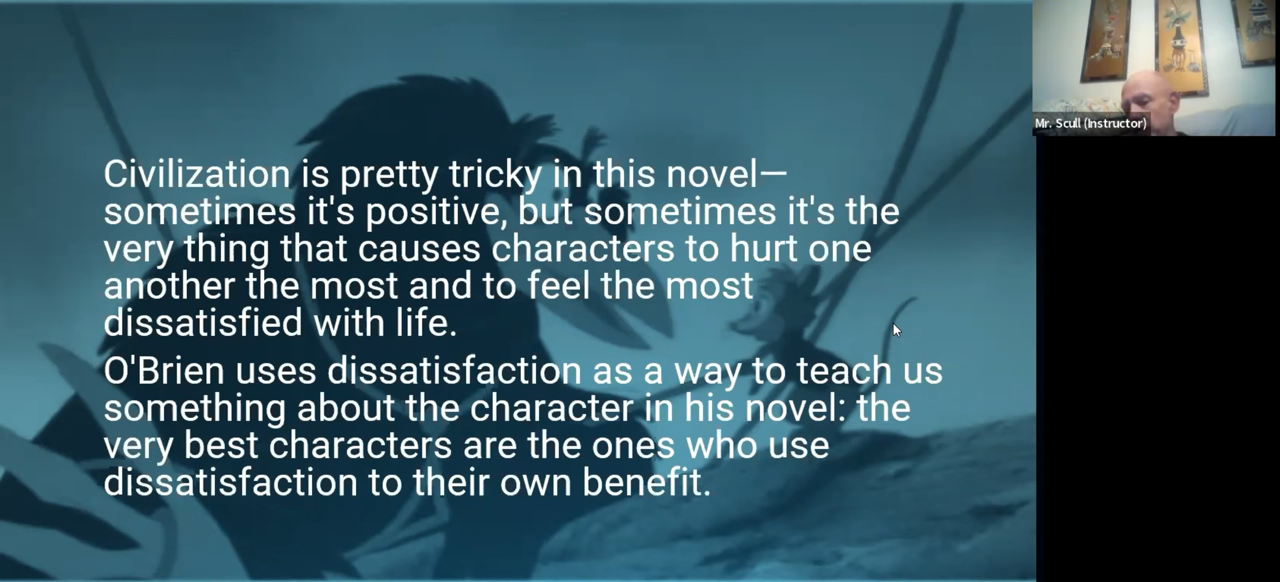 Civilization is pretty tricky in this novel—
sometimes it's positive, but sometimes it's the
very thing that causes characters to hurt one
another the most and to feel the most
dissatisfied with life.
O'Brien uses dissatisfaction as a way to teach us
something about the character in his novel: the
very best characters are the ones who use
dissatisfaction to their own benefit.
Mr. Scull (Instructor)